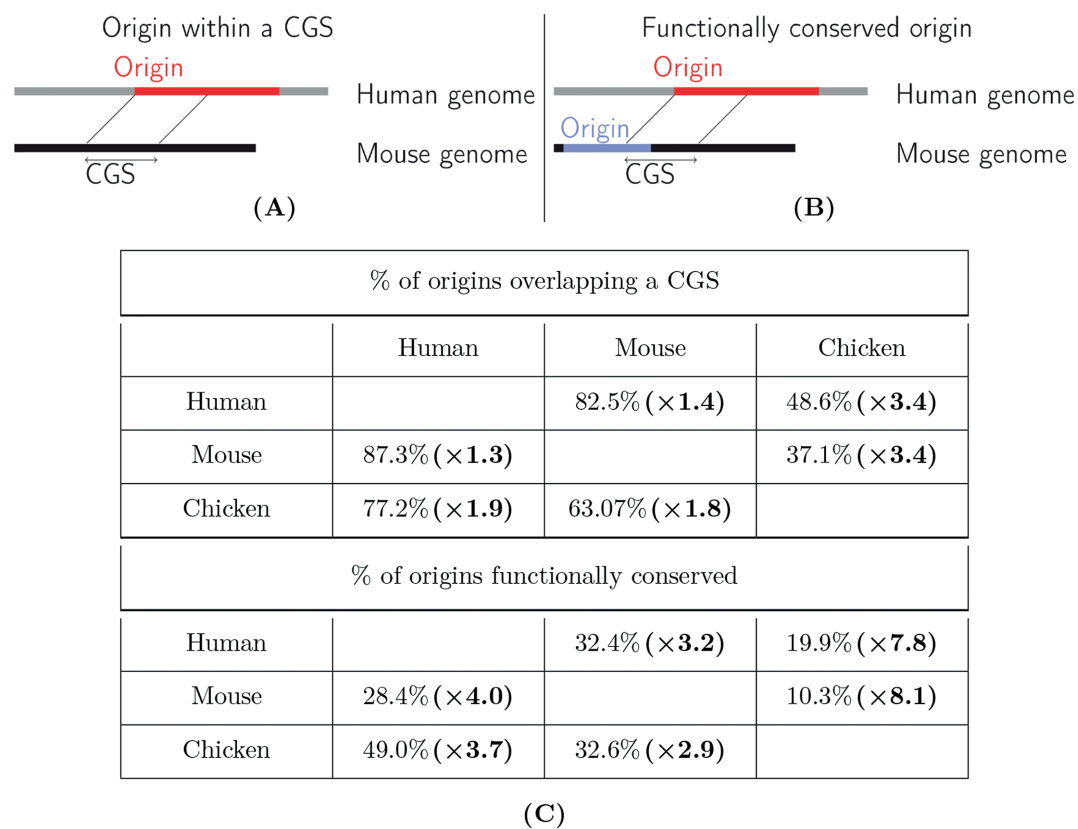 Origin within a CGS
Origin
Human genome
Mouse genome
CGS
(A)
Functionally conserved origin
Origin
Human genome
Origin
Mouse genome
CGS
(B)
% of origins overlapping a CGS
Human Mouse Chicken
Human 82.5% (×1.4) 48.6% (×3.4)
Mouse 87.3% (×1.3) 37.1% (×3.4)
Chicken 77.2% (×1.9) 63.07% (×1.8)
% of origins functionally conserved
Human 32.4% (×3.2) 19.9% (×7.8)
Mouse 28.4% (×4.0) 10.3% (×8.1)
Chicken 49.0% (×3.7) 32.6% (×2.9)
(C)